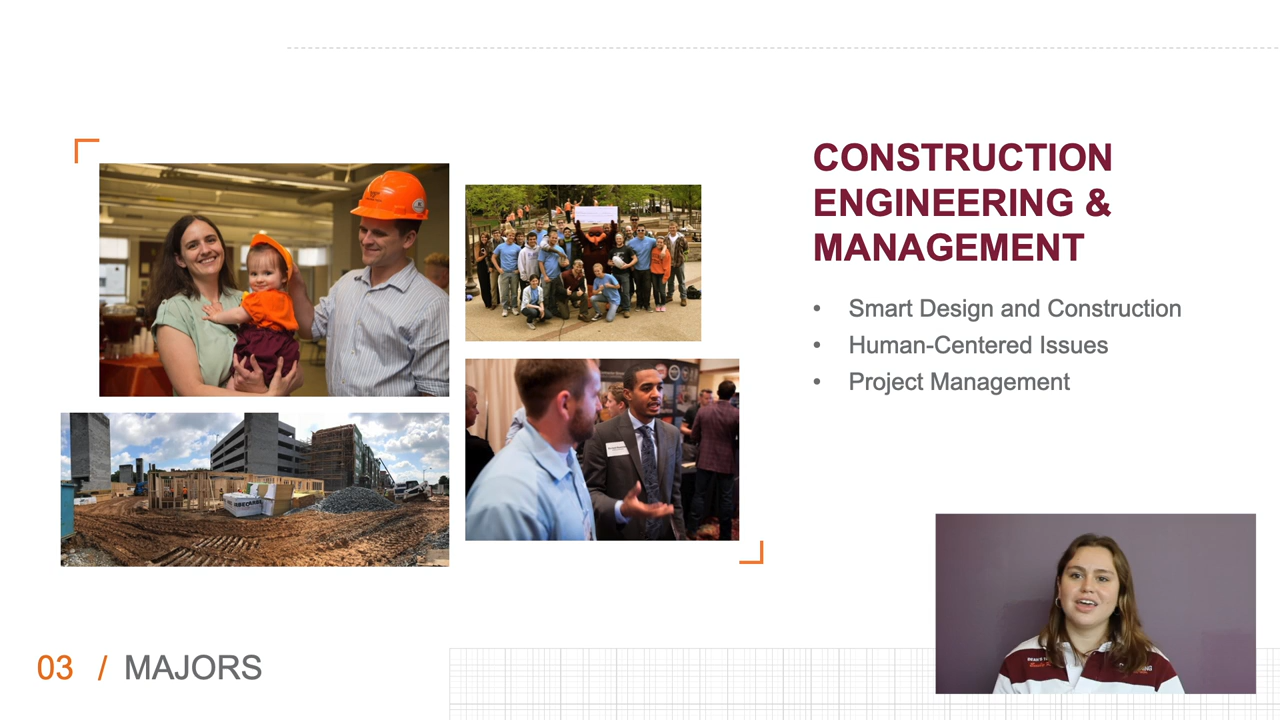 CONSTRUCTION
ENGINEERING &
MANAGEMENT
• Smart Design and Construction
• Human-Centered Issues
• Project Management
03 / MAJORS